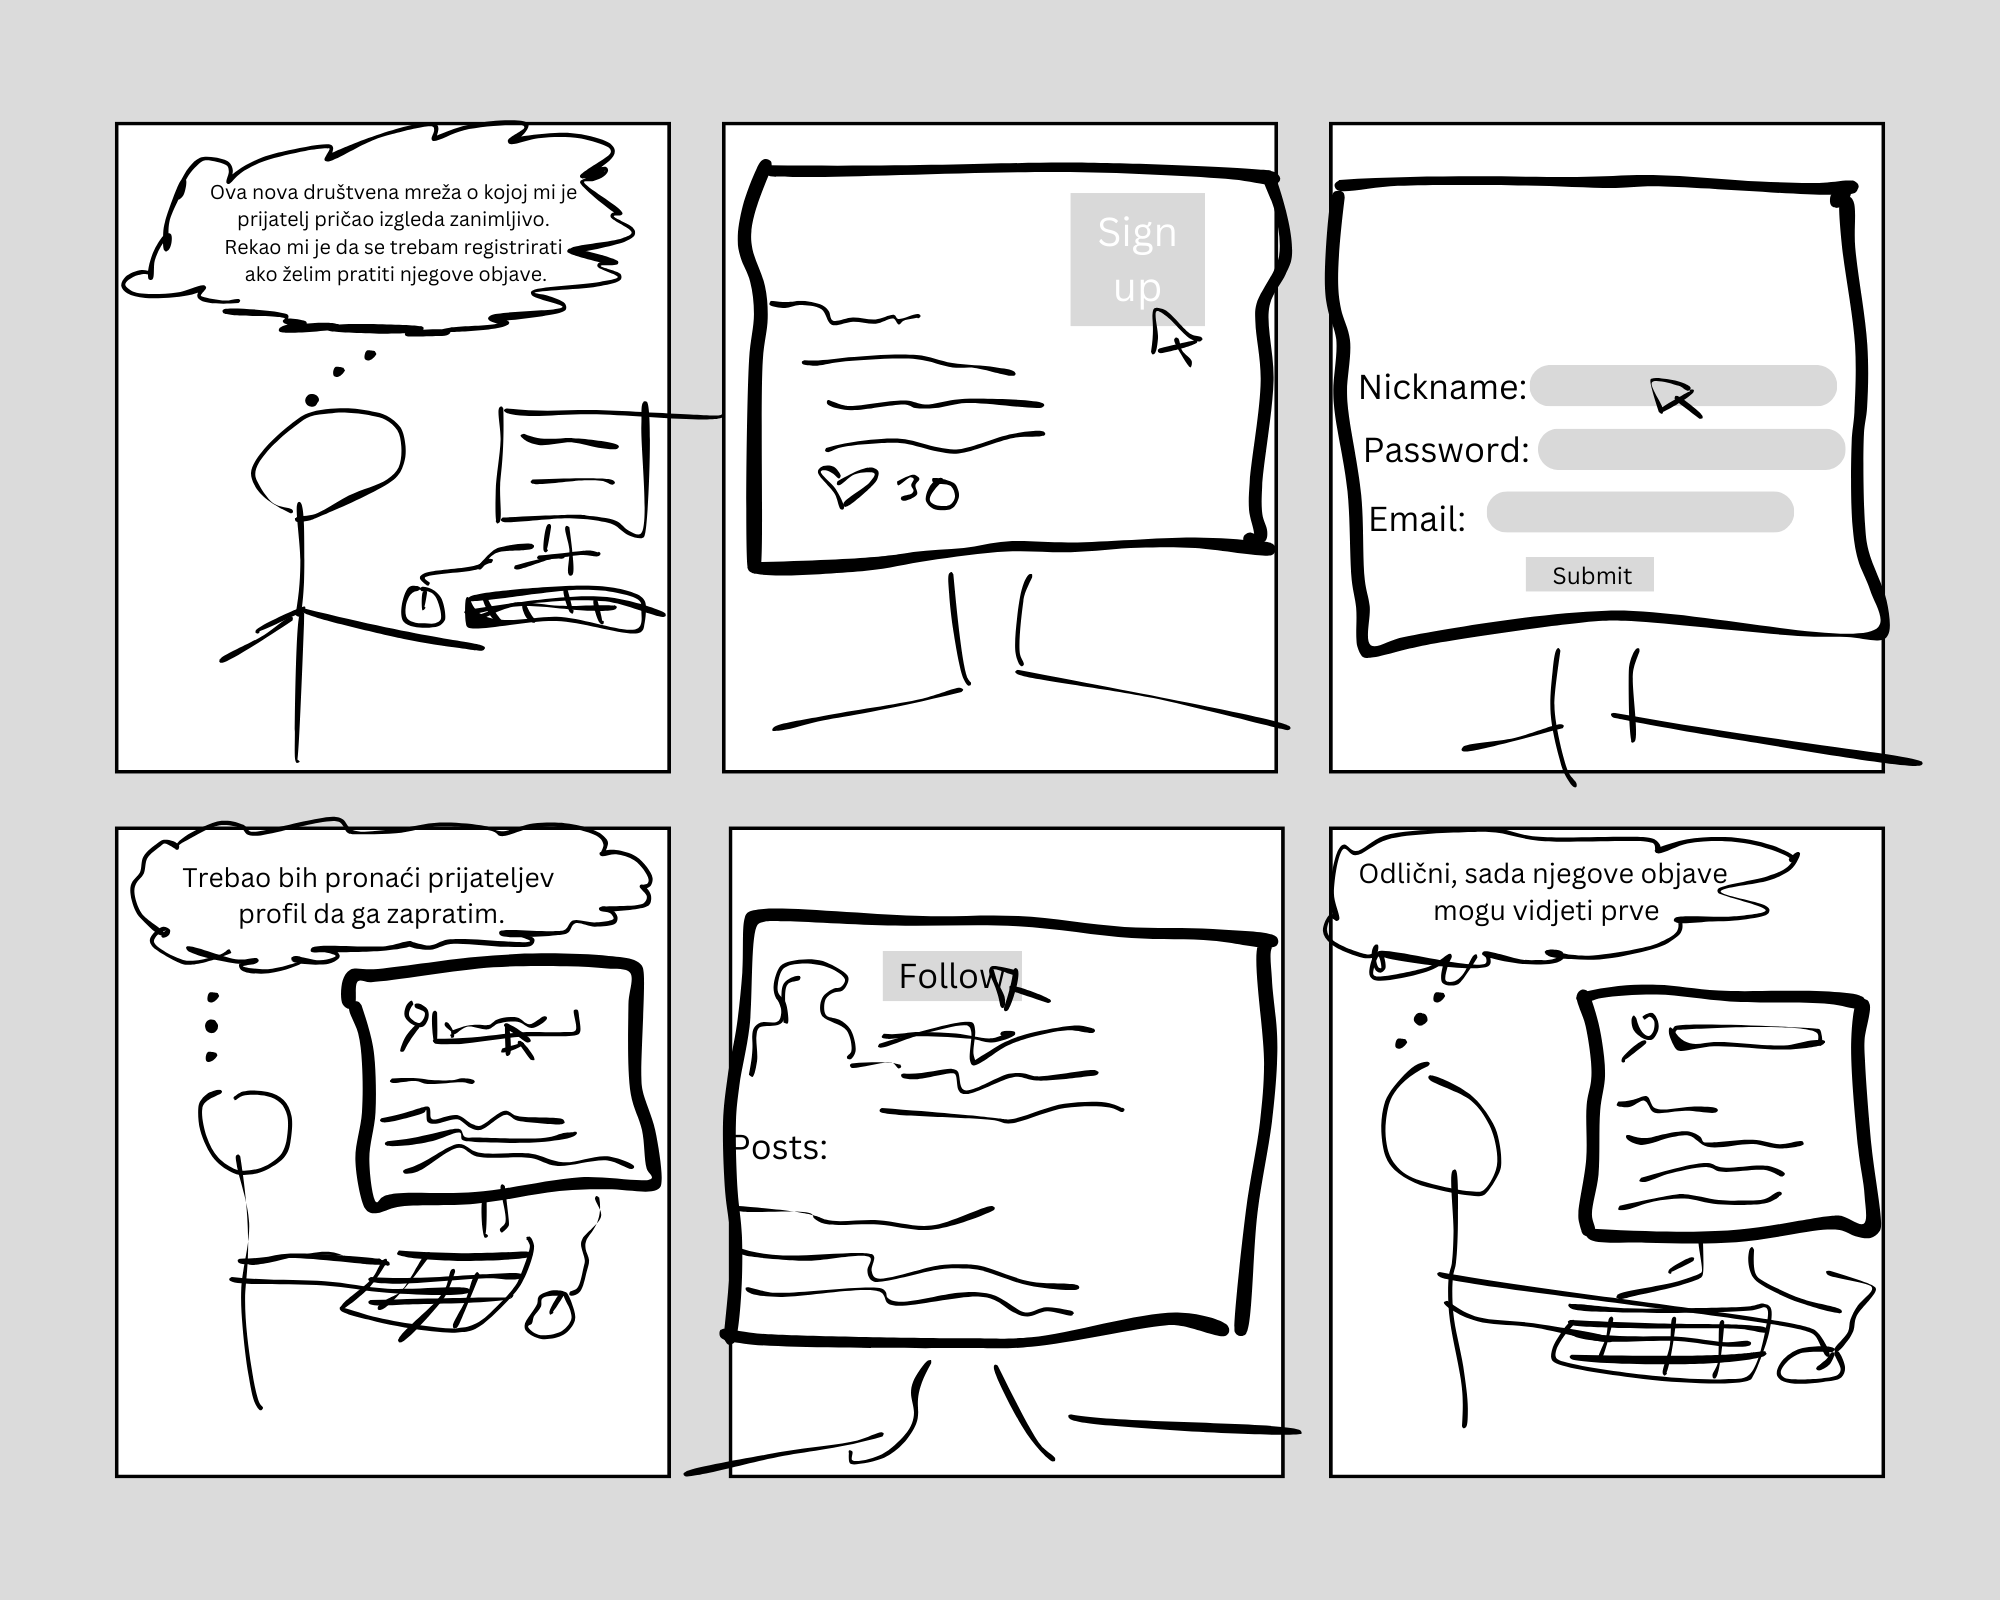 Ova nova društvena mreža o kojoj mi je
prijatelj pričao izgleda zanimljivo.
Rekao mi je da se trebam registrirati
ako želim pratiti njegove objave.
Sign
up
30
Nickname:
Password:
Email:
Submit
Trebao bih pronaći prijateljev
profil da ga zapratim.
Follow
Posts:
Odlični, sada njegove objave
mogu vidjeti prve